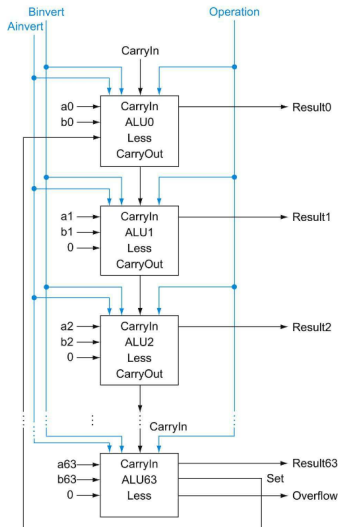 Binvert
Ainvert
Operation
CarryIn
a0
b0
CarryIn
ALU0
Less
CarryOut
Result0
a1
b1
0
CarryIn
ALU1
Less
CarryOut
Result1
a2
b2
0
CarryIn
ALU2
Less
CarryOut
Result2
CarryIn
a63
b63
0
CarryIn
ALU63
Less
Result63
Set
Overflow